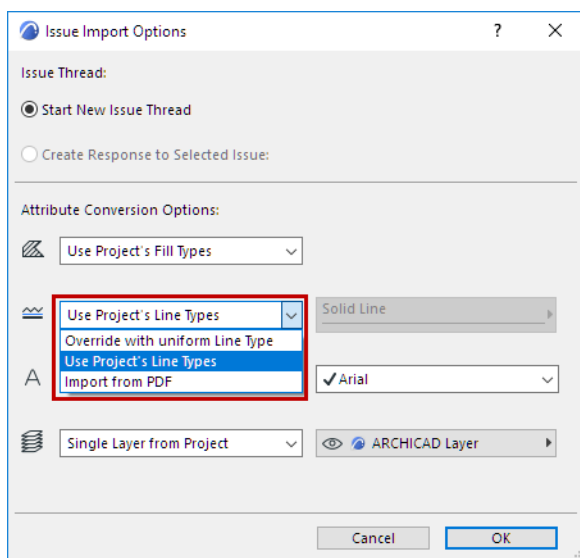 Issue Import Options
?
Issue Thread:
Start New Issue Thread
Create Response to Selected Issue:
Attribute Conversion Options:
Use Project's Fill Types
Use Project's Line Types
Solid Line
Override with uniform Line Type
Use Project's Line Types
Import from PDF
A
Arial
Single Layer from Project
ARCHICAD Layer
Cancel
OK